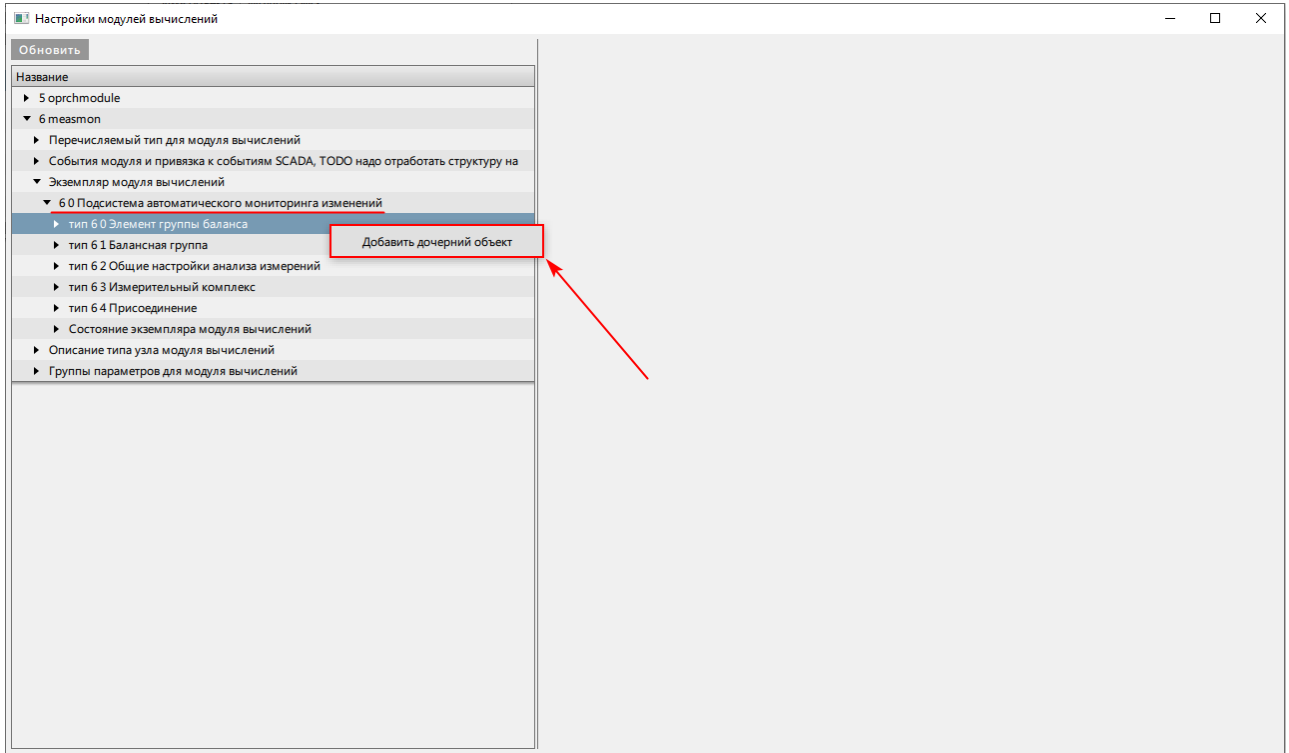 Настройки модулей вычислений
Обновить
Название
5 oprchmodule
6 measmon
Перечисляемый тип для модуля вычислений
События модуля и привязка к событиям SCADA, TODO надо отработать структуру на
Экземпляр модуля вычислений
6 0 Подсистема автоматического мониторинга изменений
тип 6 0 Элемент группы баланса
Добавить дочерний объект
тип 6 1 Балансная группа
тип 6 2 Общие настройки анализа измерений
тип 6 3 Измерительный комплекс
тип 6 4 Присоединение
Состояние экземпляра модуля вычислений
Описание типа узла модуля вычислений
Группы параметров для модуля вычислений